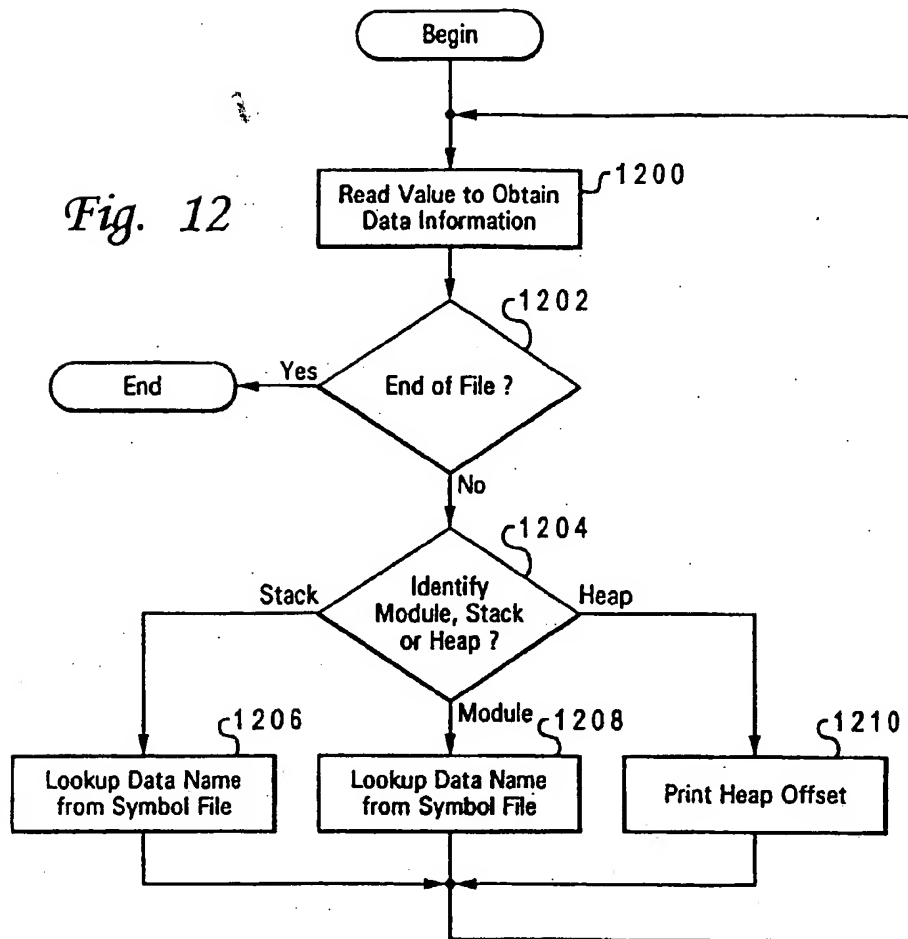 Begin
Fig. 12
Read Value to Obtain
Data Information
1200
1202
End of File ?
Yes
End
No
1204
Identify
Module, Stack
or Heap ?
Stack
Heap
Module
1206
Lookup Data Name
from Symbol File
1208
Lookup Data Name
from Symbol File
1210
Print Heap Offset